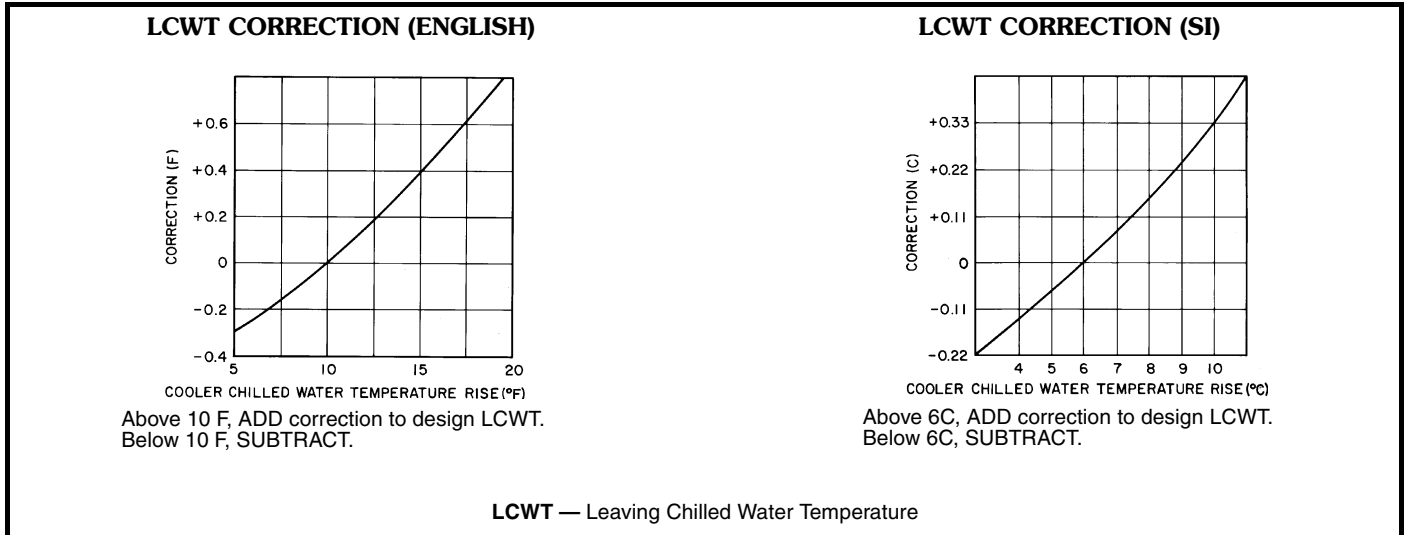 LCWT CORRECTION (ENGLISH)
+0.6
+0.4
+0.2
0
-0.2
-0.4
CORRECTION (F)
5 10 15 20
COOLER CHILLED WATER TEMPERATURE RISE (ºF)
Above 10 F, ADD correction to design LCWT.
Below 10 F, SUBTRACT.
LCWT CORRECTION (SI)
+0.33
+0.22
+0.11
0
-0.11
-0.22
CORRECTION (C)
4 5 6 7 8 9 10
COOLER CHILLED WATER TEMPERATURE RISE (ºC)
Above 6C, ADD correction to design LCWT.
Below 6C, SUBTRACT.
LCWT — Leaving Chilled Water Temperature